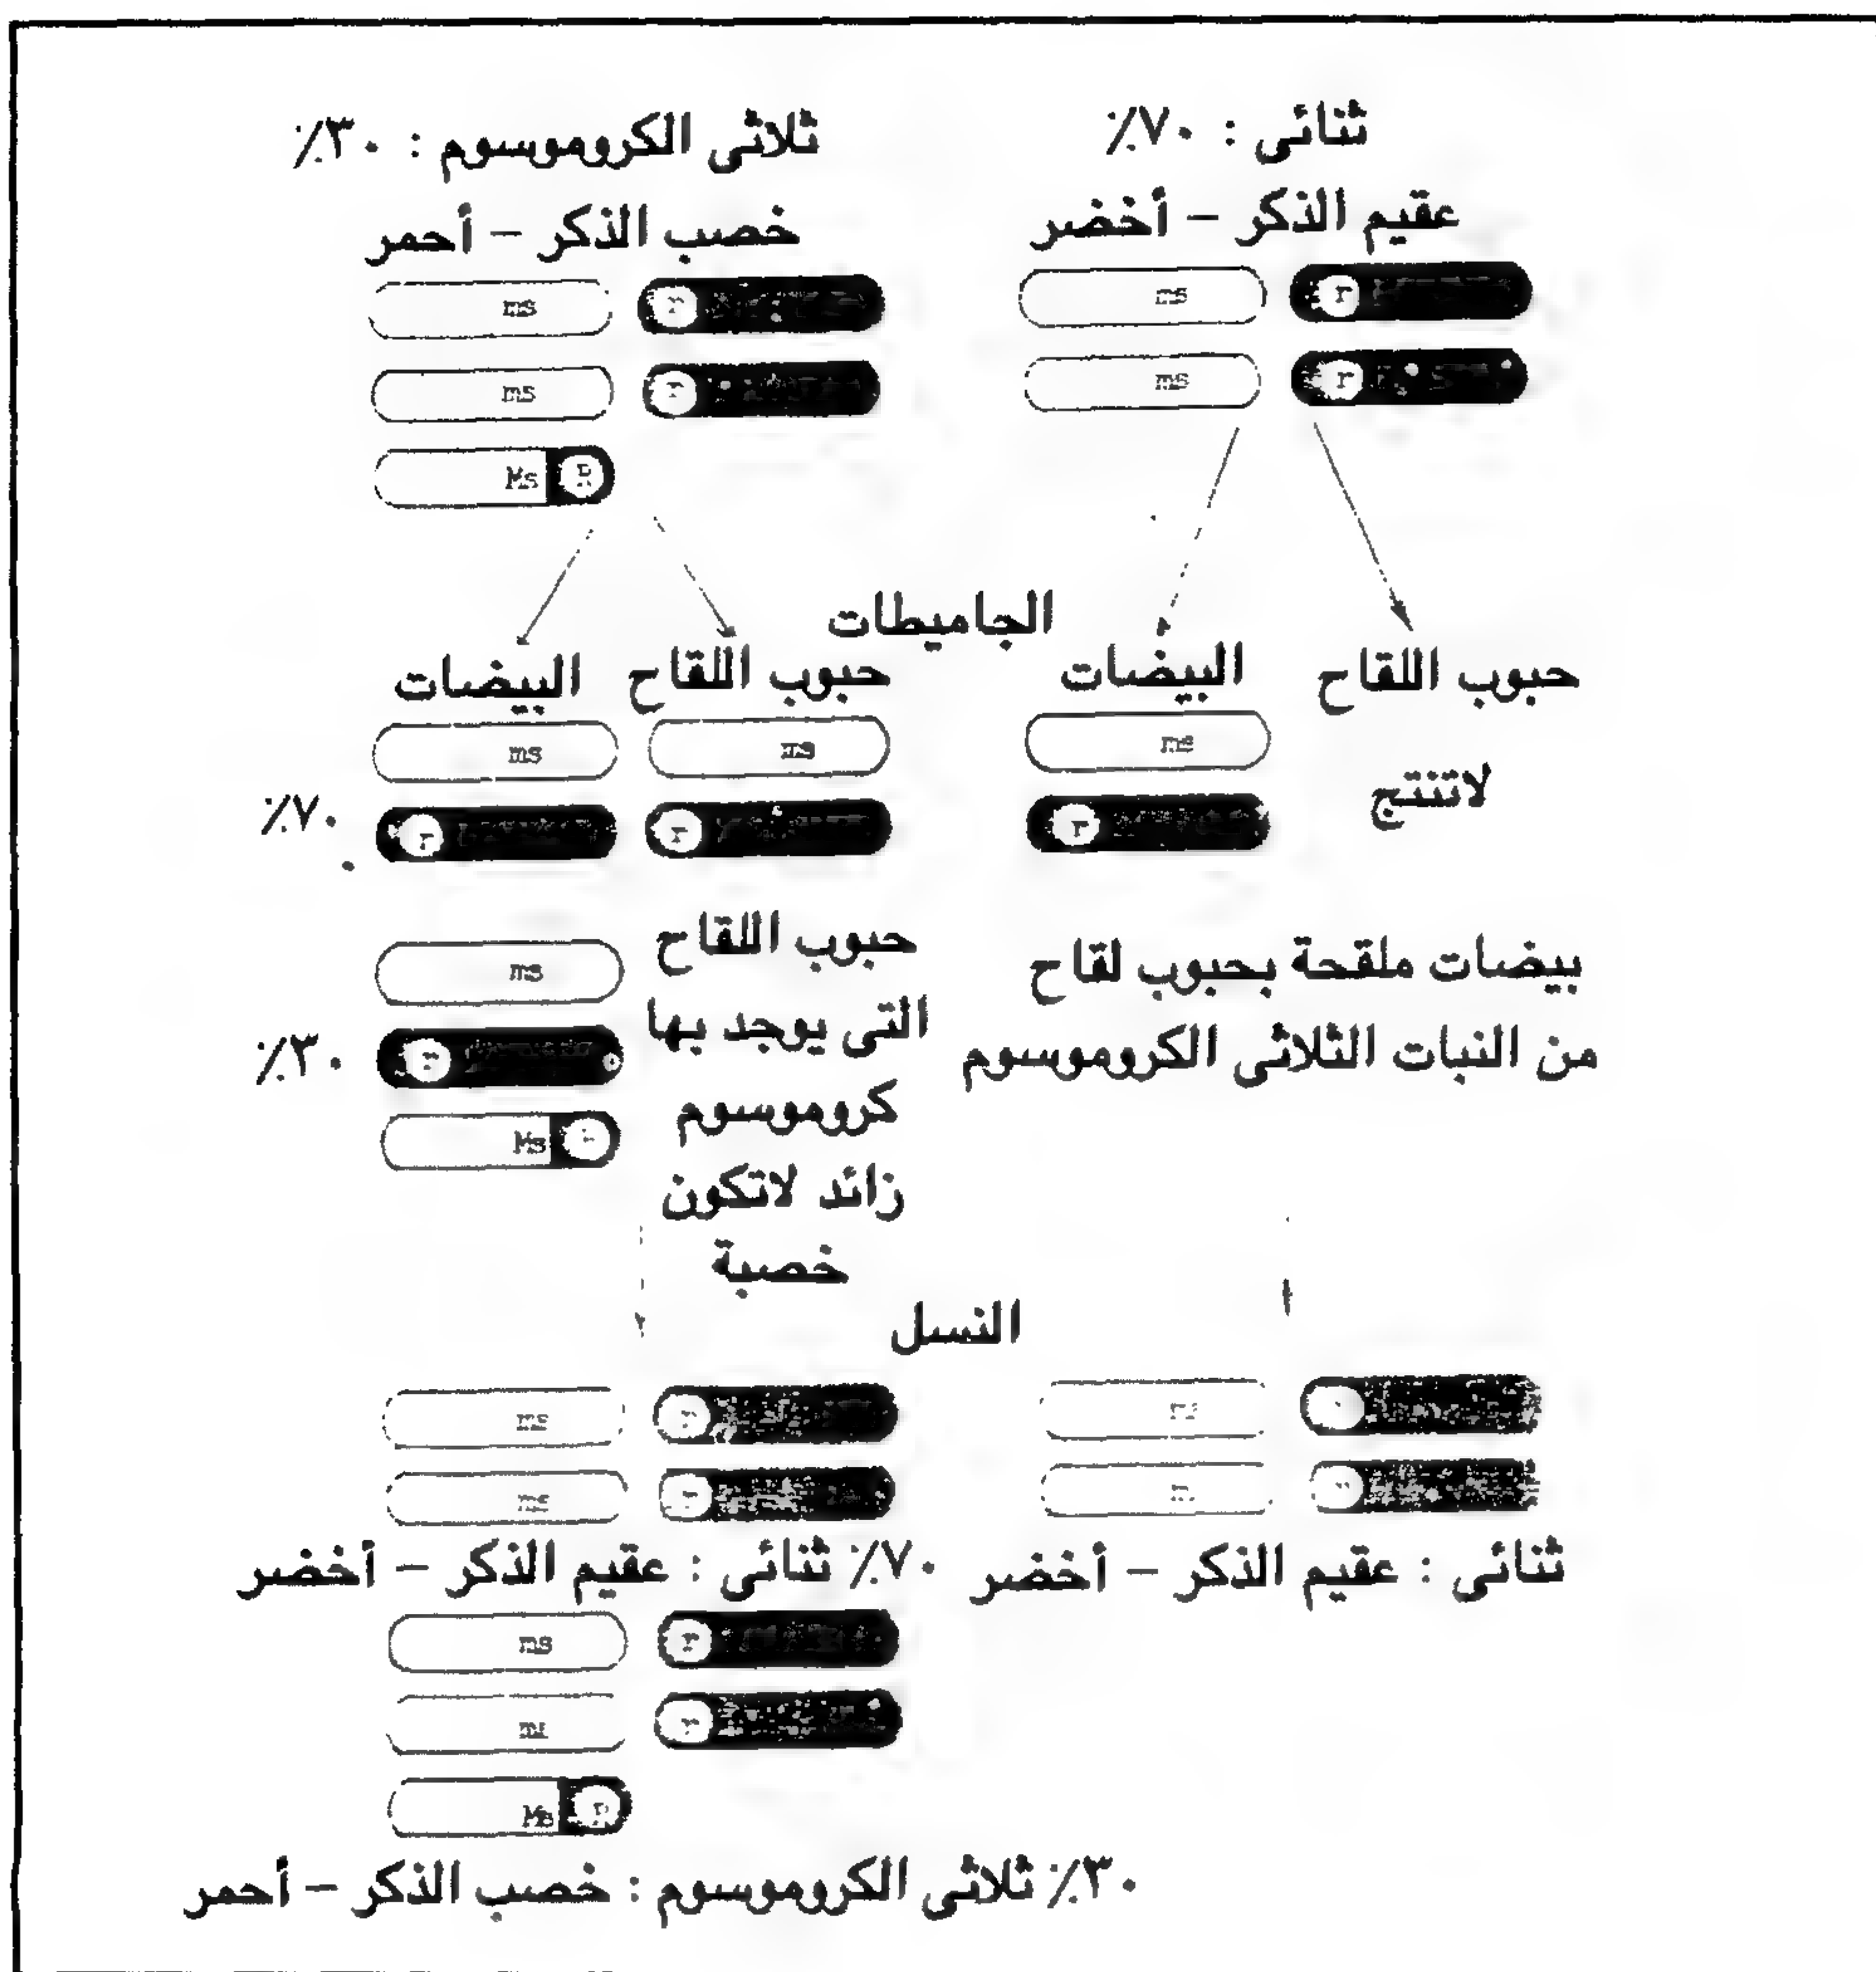 ثنائى : ٧٠٪
عقيم الذكر – أخضر
ms r
ms r
ثلاثى الكروموسوم : ٣٠٪
خصب الذكر – أحمر
ms r
ms r
Ms R
الجاميطات
حبوب اللقاح
لاتنتج
البيضات
ms
r
حبوب اللقاح
ms
r
البيضات
ms
r
٧٠٪
بيضات ملقحة بحبوب لقاح
من النبات الثلاثى الكروموسوم
حبوب اللقاح
التى يوجد بها
كروموسوم
زائد لاتكون
خصبة
ms
r
Ms
٣٠٪
النسل
ثنائى : عقيم الذكر – أخضر
ms r
ms r
٧٠٪ ثنائى : عقيم الذكر – أخضر
ms r
r
Ms R
٣٠٪ ثلاثى الكروموسوم : خصب الذكر – أحمر